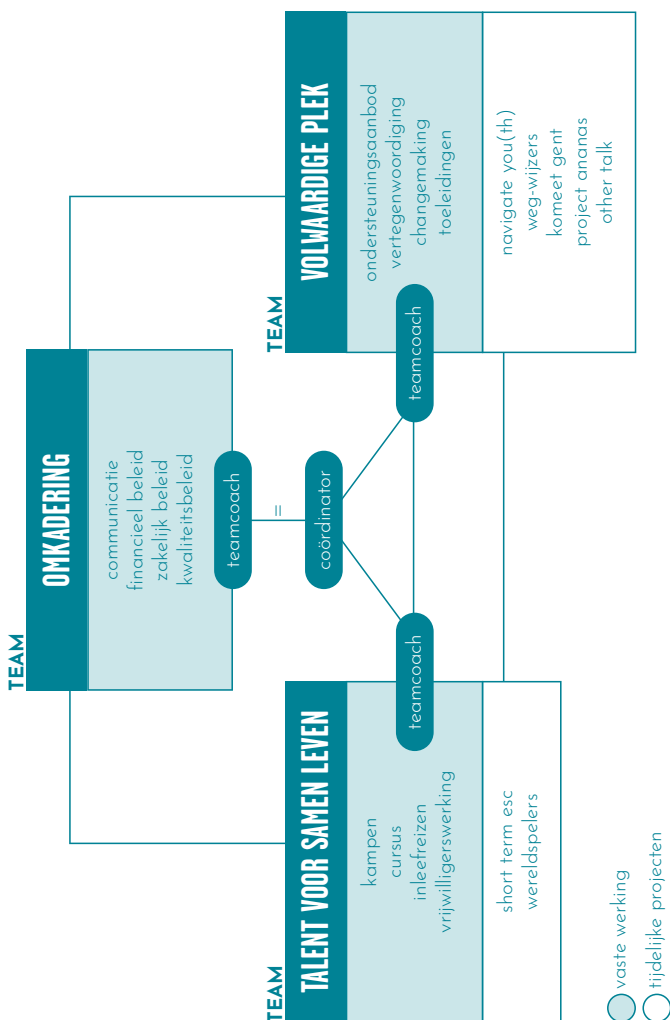 TEAM
OMKADERING
communicatie
financieel beleid
zakelijk beleid
kwaliteitsbeleid
teamcoach
=
coördinator
TEAM
TALENT VOOR SAMEN LEVEN
kampen
cursus
inleefreizen
vrijwilligerswerking
teamcoach
short term esc
wereldspelers
TEAM
VOLWAARDIGE PLEK
ondersteuningsaanbod
vertegenwoordiging
changemaking
toeleidingen
teamcoach
navigate you(th)
weg-wijzers
komeet gent
project ananas
other talk
vaste werking
tijdelijke projecten